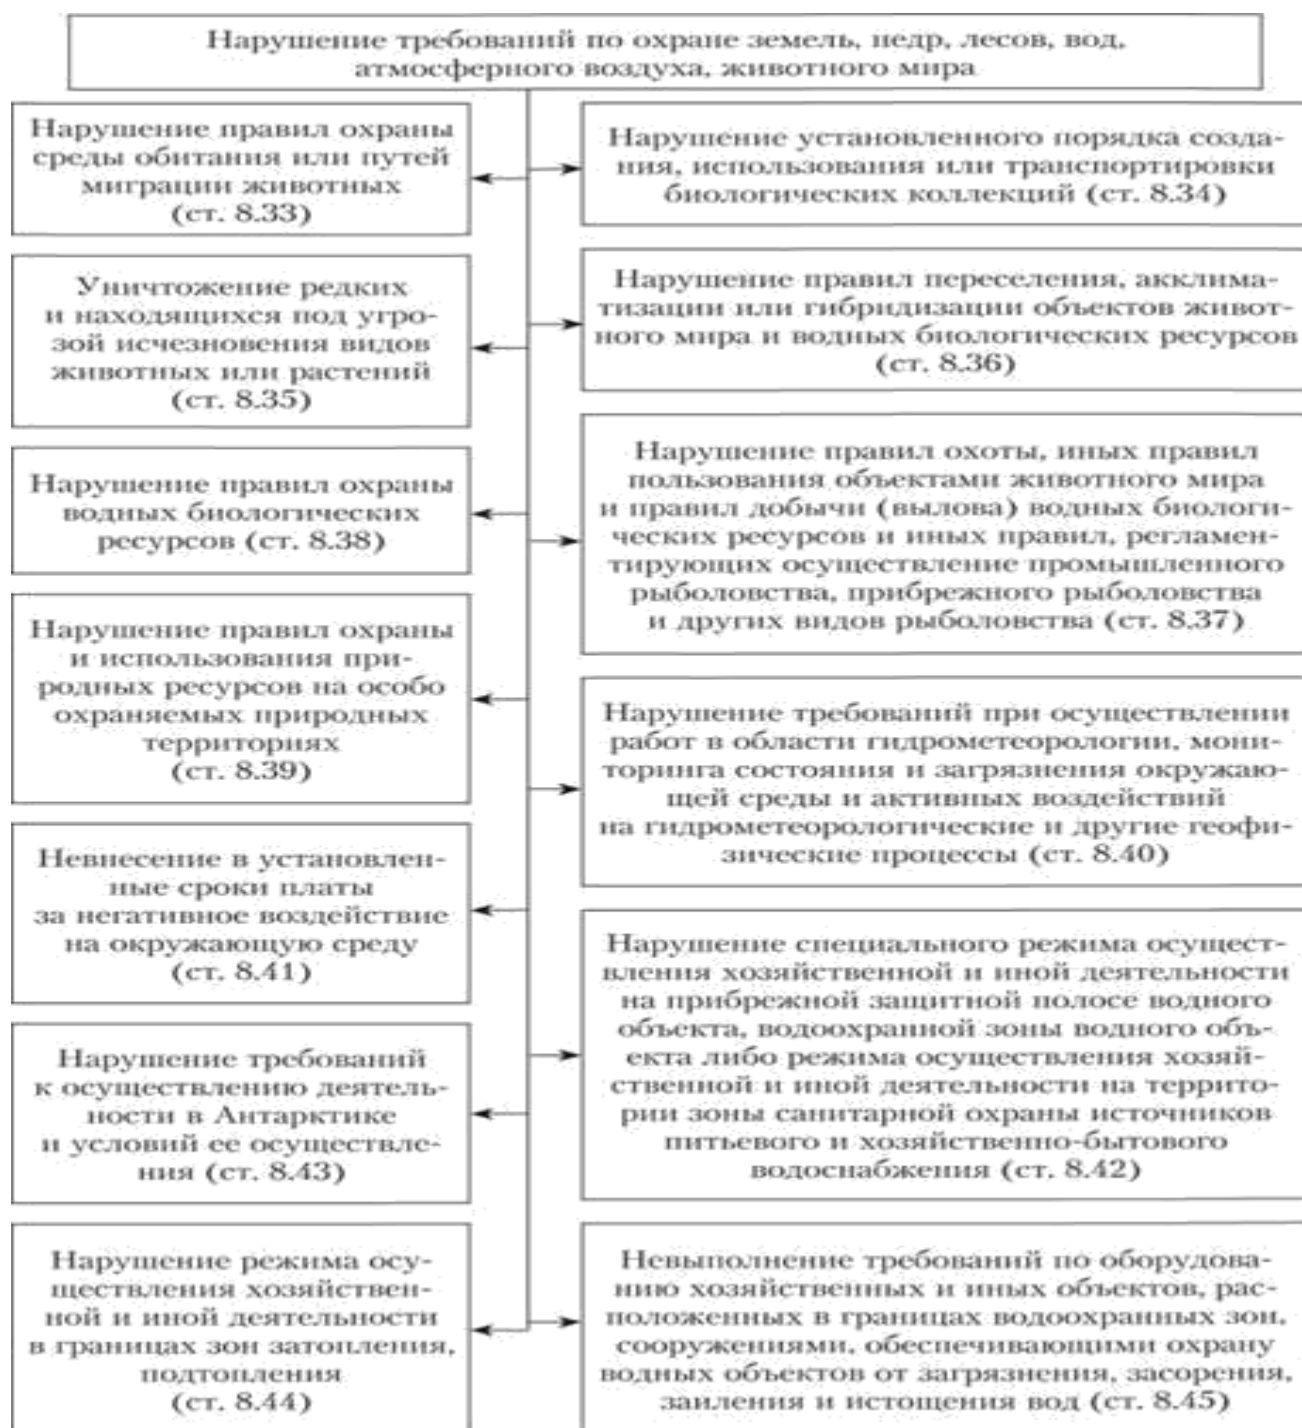 Нарушение требований по охране земель, недр, лесов, вод,
атмосферного воздуха, животного мира
Нарушение правил охраны
среды обитания или путей
миграции животных
(ст. 8.33)
Нарушение установленного порядка созда-
ния, использования или транспортировки
биологических коллекций (ст. 8.34)
Уничтожение редких
и находящихся под угро-
зой исчезновения видов
животных или растений
(ст. 8.35)
Нарушение правил переселения, акклима-
тизации или гибридизации объектов живот-
ного мира и водных биологических ресурсов
(ст. 8.36)
Нарушение правил охраны
водных биологических
ресурсов (ст. 8.38)
Нарушение правил охоты, иных правил
пользования объектами животного мира
и правил добычи (вылова) водных биологи-
ческих ресурсов и иных правил, регламен-
тирующих осуществление промышленного
рыболовства, прибрежного рыболовства
и других видов рыболовства (ст. 8.37)
Нарушение правил охраны
и использования при-
родных ресурсов на особо
охраняемых природных
территориях
(ст. 8.39)
Нарушение требований при осуществлении
работ в области гидрометеорологии, мони-
торинга состояния и загрязнения окружаю-
щей среды и активных воздействий
на гидрометеорологические и другие геофи-
зические процессы (ст. 8.40)
Невнесение в установлен-
ные сроки платы
за негативное воздействие
на окружающую среду
(ст. 8.41)
Нарушение специального режима осущест-
вления хозяйственной и иной деятельности
на прибрежной защитной полосе водного
объекта, водоохранной зоны водного объ-
екта либо режима осуществления хозяй-
ственной и иной деятельности на террито-
рии зоны санитарной охраны источников
питьевого и хозяйственно-бытового
водоснабжения (ст. 8.42)
Нарушение требований
к осуществлению деятель-
ности в Антарктике
и условий ее осуществле-
ния (ст. 8.43)
Нарушение режима осу-
ществления хозяйствен-
ной и иной деятельности
в границах зон затопления,
подтопления
(ст. 8.44)
Невыполнение требований по оборудова-
нию хозяйственных и иных объектов, рас-
положенных в границах водоохранных зон,
сооружениями, обеспечивающими охрану
водных объектов от загрязнения, засорения,
заиления и истощения вод (ст. 8.45)